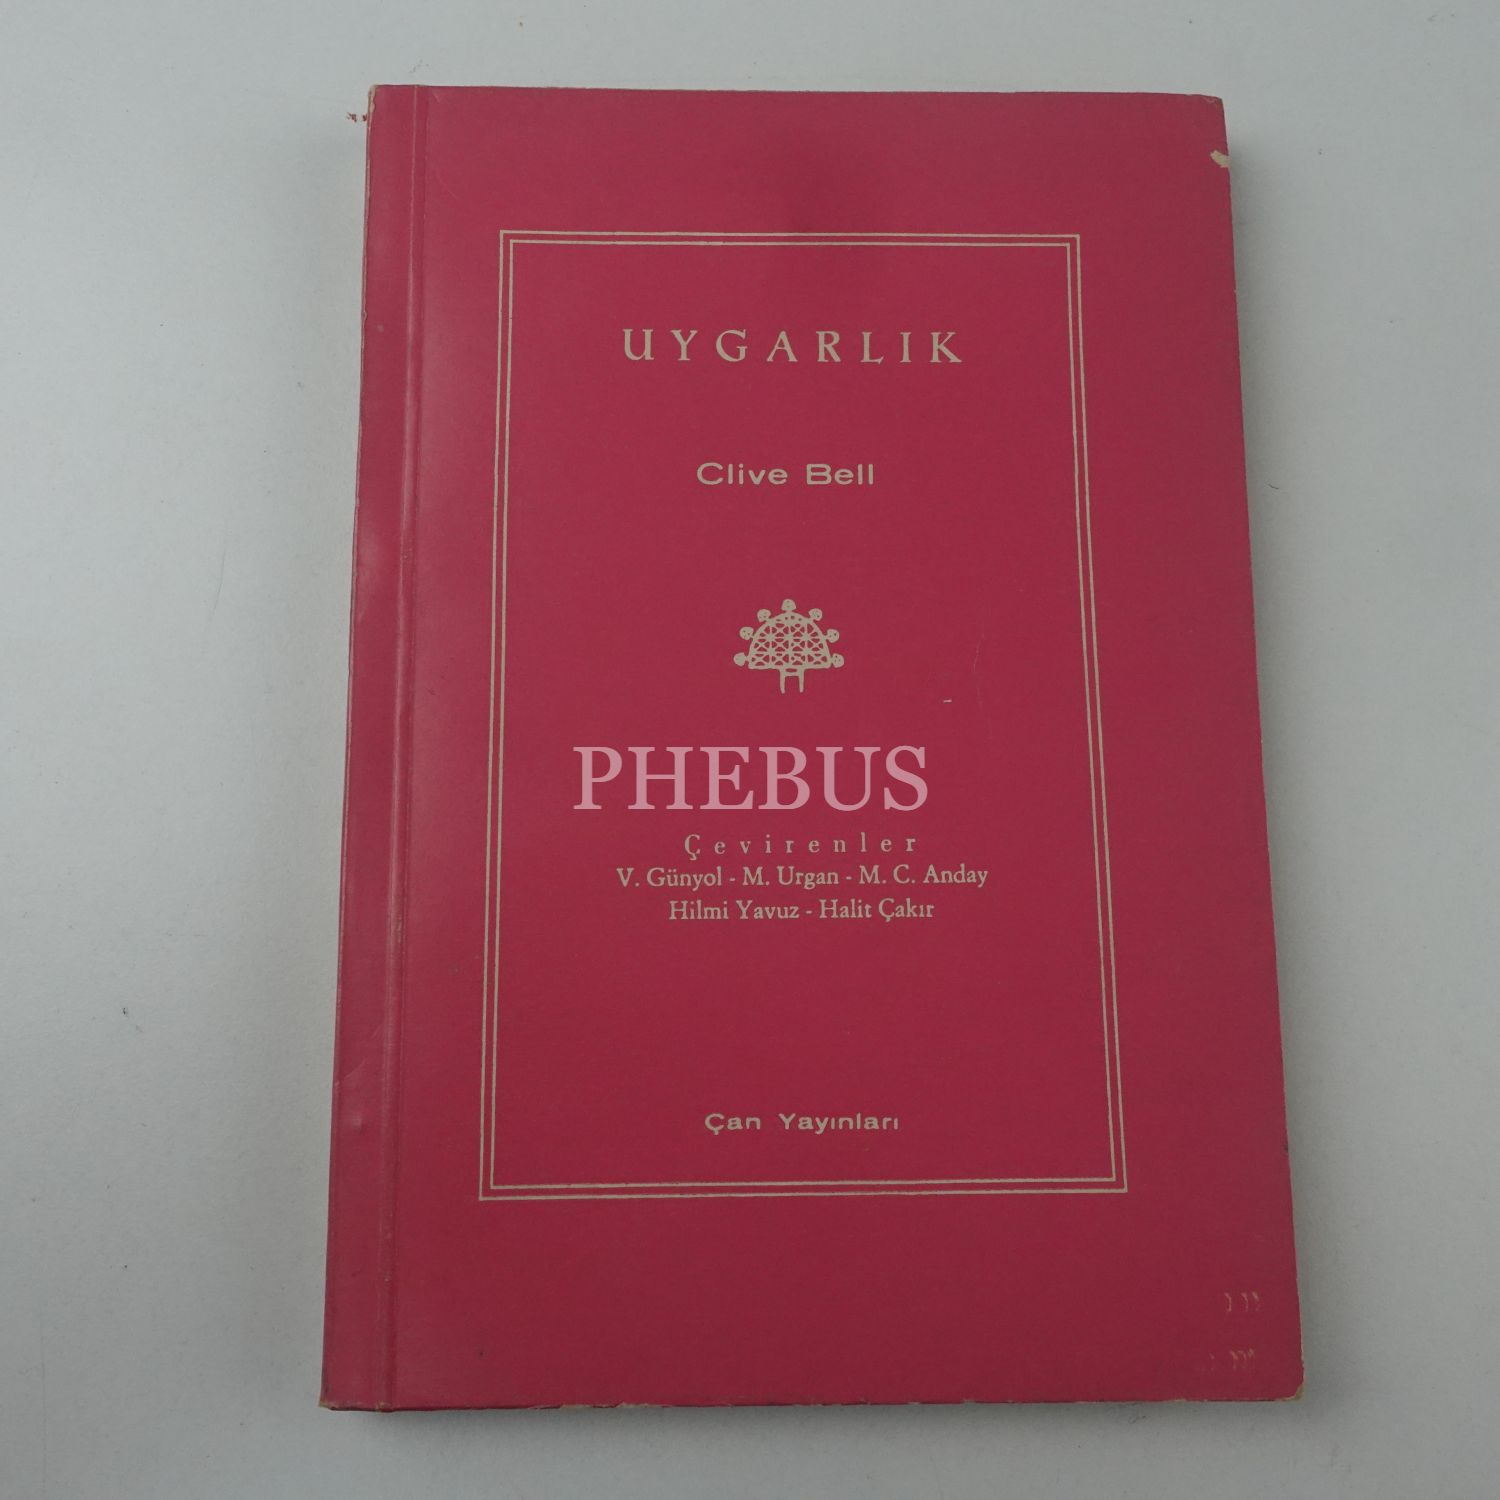 UYGARLIK
Clive Bell
PHEBUS
Çevirenler
V. Günyol - M. Urgan - M. C. Anday
Hilmi Yavuz - Halit Çakır
Çan Yayınları